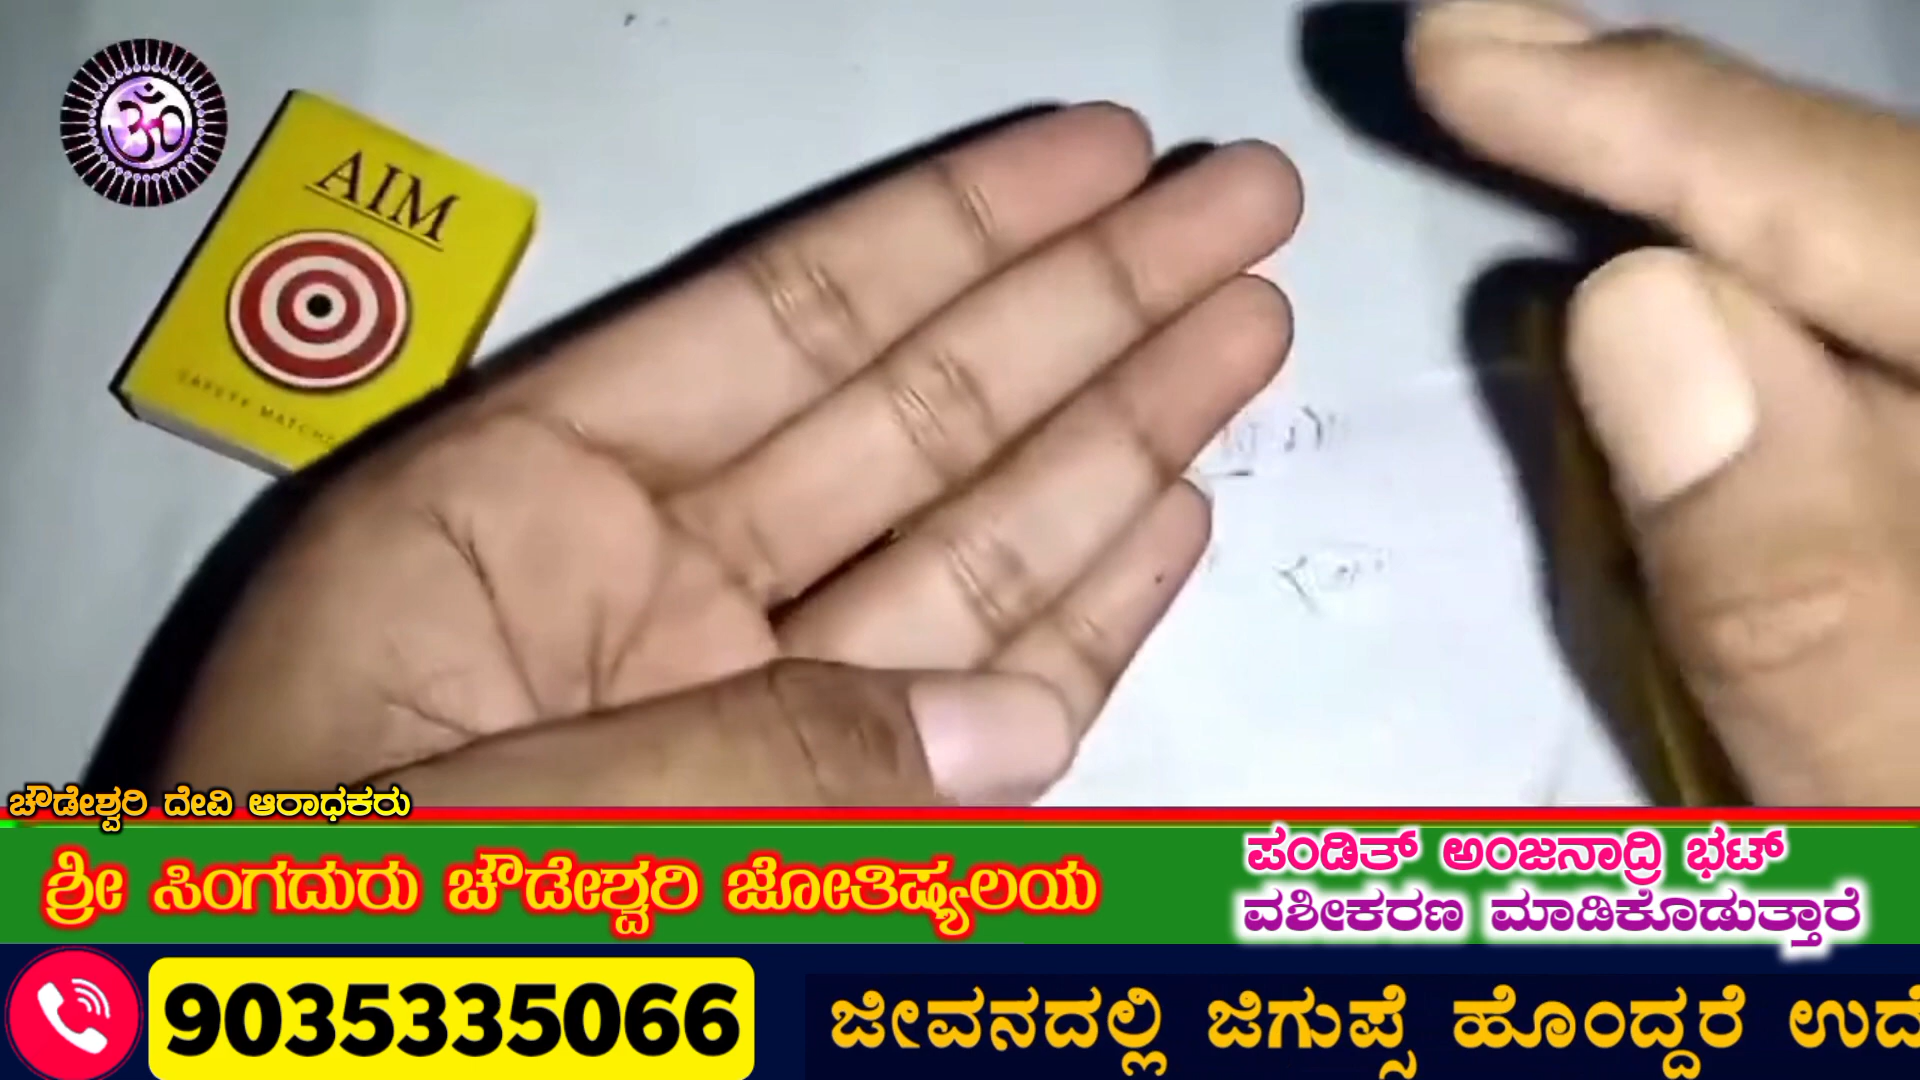 ॐ
AIM
SAFETY MATCHES
ಚೌಡೇಶ್ವರಿ ದೇವಿ ಆರಾಧಕರು
ಶ್ರೀ ಸಿಂಗದುರು ಚೌಡೇಶ್ವರಿ ಜೋತಿಷ್ಯಲಯ
ಪಂಡಿತ್ ಅಂಜನಾದ್ರಿ ಭಟ್
ವಶೀಕರಣ ಮಾಡಿಕೊಡುತ್ತಾರೆ
9035335066
ಜೀವನದಲ್ಲಿ ಜಿಗುಪ್ಸೆ ಹೊಂದ್ದರೆ